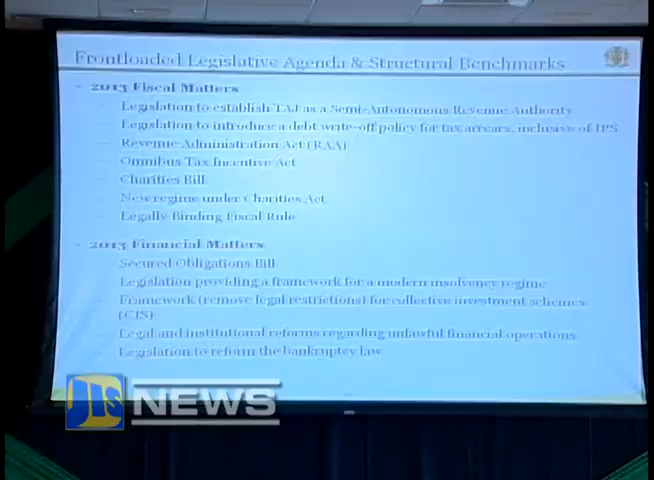 Frontloaded Legislative Agenda & Structural Benchmarks
2013 Fiscal Matters
Legislation to establish TAJ as a Semi-Autonomous Revenue Authority
Legislation to introduce a debt write-off policy for tax arrears, inclusive of IPS
Revenue Administration Act (RAA)
Omnibus Tax Incentive Act
Charities Bill
New regime under Charities Act
Legally Binding Fiscal Rule
2013 Financial Matters
Secured Obligations Bill
Legislation providing a framework for a modern insolvency regime
Framework (remove legal restrictions) for collective investment schemes
(CIS)
Legal and institutional reforms regarding unlawful financial operations
Legislation to reform the bankruptcy law
JIS NEWS